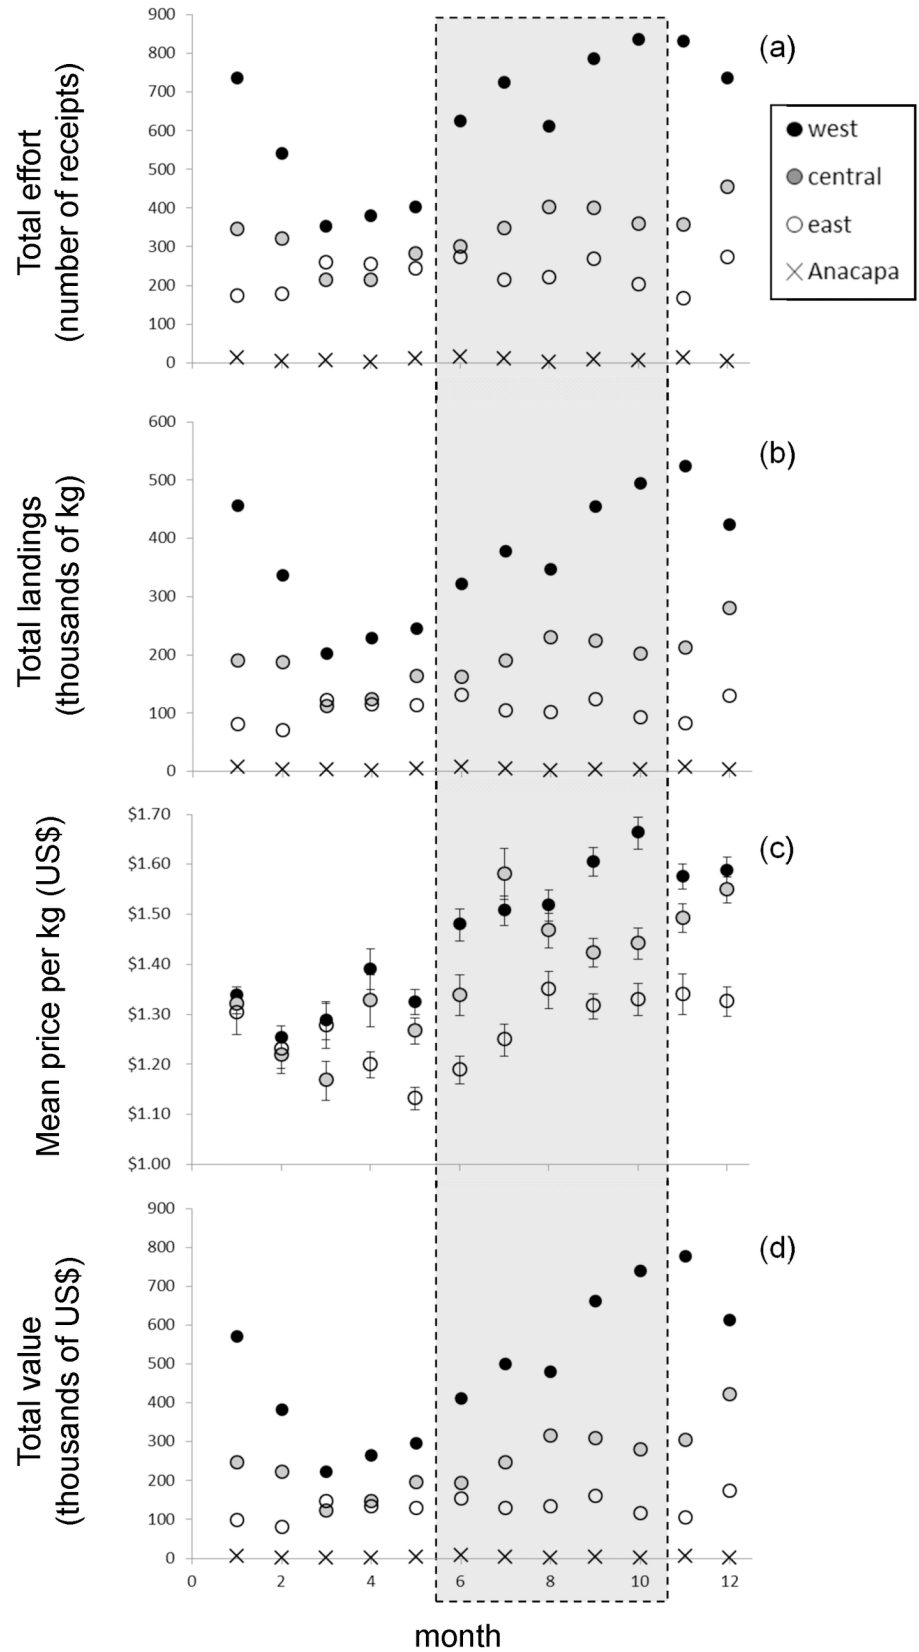 Total effort
(number of receipts)
900
800
700
600
500
400
300
200
100
0
(a)
west
central
east
Anacapa
Total landings
(thousands of kg)
600
500
400
300
200
100
0
(b)
Mean price per kg (US$)
$1.70
$1.60
$1.50
$1.40
$1.30
$1.20
$1.10
$1.00
(c)
Total value
(thousands of US$)
900
800
700
600
500
400
300
200
100
0
(d)
0 2 4 6 8 10 12
month